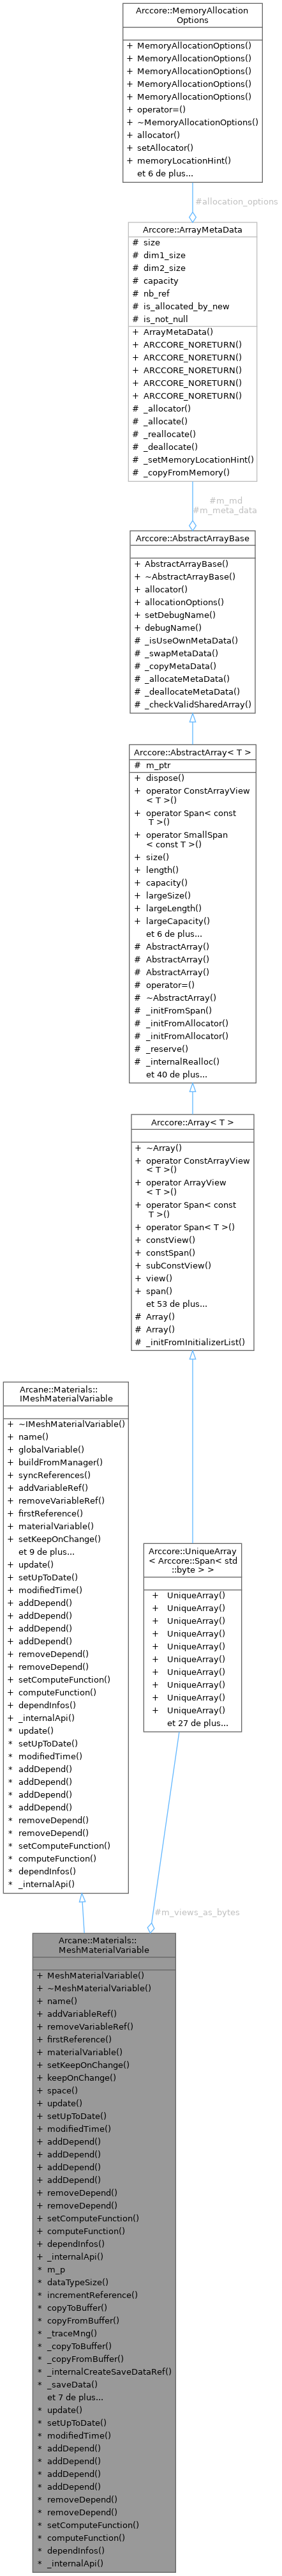 Arccore::MemoryAllocation
Options
+ MemoryAllocationOptions()
+ MemoryAllocationOptions()
+ MemoryAllocationOptions()
+ MemoryAllocationOptions()
+ MemoryAllocationOptions()
+ operator=()
+ ~MemoryAllocationOptions()
+ allocator()
+ setAllocator()
+ memoryLocationHint()
et 6 de plus...
#allocation_options
Arccore::ArrayMetaData
# size
# dim1_size
# dim2_size
# capacity
# nb_ref
# is_allocated_by_new
# is_not_null
+ ArrayMetaData()
+ ARCCORE_NORETURN()
+ ARCCORE_NORETURN()
+ ARCCORE_NORETURN()
+ ARCCORE_NORETURN()
+ ARCCORE_NORETURN()
# _allocator()
# _allocate()
# _reallocate()
# _deallocate()
# _setMemoryLocationHint()
# _copyFromMemory()
#m_md
#m_meta_data
Arccore::AbstractArrayBase
+ AbstractArrayBase()
+ ~AbstractArrayBase()
+ allocator()
+ allocationOptions()
+ setDebugName()
+ debugName()
# _isUseOwnMetaData()
# _swapMetaData()
# _copyMetaData()
# _allocateMetaData()
# _deallocateMetaData()
# _checkValidSharedArray()
Arccore::AbstractArray< T >
# m_ptr
+ dispose()
+ operator ConstArrayView
< T >()
+ operator Span< const
T >()
+ operator SmallSpan
< const T >()
+ size()
+ length()
+ capacity()
+ largeSize()
+ largeLength()
+ largeCapacity()
et 6 de plus...
# AbstractArray()
# AbstractArray()
# AbstractArray()
# operator=()
# ~AbstractArray()
# _initFromSpan()
# _initFromAllocator()
# _initFromAllocator()
# _reserve()
# _internalRealloc()
et 40 de plus...
Arccore::Array< T >
+ ~Array()
+ operator ConstArrayView
< T >()
+ operator ArrayView
< T >()
+ operator Span< const
T >()
+ operator Span< T >()
+ constView()
+ constSpan()
+ subConstView()
+ view()
+ span()
et 53 de plus...
# Array()
# Array()
# _initFromInitializerList()
Arcane::Materials::
IMeshMaterialVariable
+ ~IMeshMaterialVariable()
+ name()
+ globalVariable()
+ buildFromManager()
+ syncReferences()
+ addVariableRef()
+ removeVariableRef()
+ firstReference()
+ materialVariable()
+ setKeepOnChange()
et 9 de plus...
+ update()
+ setUpToDate()
+ modifiedTime()
+ addDepend()
+ addDepend()
+ addDepend()
+ addDepend()
+ removeDepend()
+ removeDepend()
+ setComputeFunction()
+ computeFunction()
+ dependInfos()
+ _internalApi()
* update()
* setUpToDate()
* modifiedTime()
* addDepend()
* addDepend()
* addDepend()
* addDepend()
* removeDepend()
* removeDepend()
* setComputeFunction()
* computeFunction()
* dependInfos()
* _internalApi()
Arccore::UniqueArray
< Arccore::Span< std
::byte > >
+ UniqueArray()
+ UniqueArray()
+ UniqueArray()
+ UniqueArray()
+ UniqueArray()
+ UniqueArray()
+ UniqueArray()
+ UniqueArray()
+ UniqueArray()
+ UniqueArray()
et 27 de plus...
#m_views_as_bytes
Arcane::Materials::
MeshMaterialVariable
+ MeshMaterialVariable()
+ ~MeshMaterialVariable()
+ name()
+ addVariableRef()
+ removeVariableRef()
+ firstReference()
+ materialVariable()
+ setKeepOnChange()
+ keepOnChange()
+ space()
+ update()
+ setUpToDate()
+ modifiedTime()
+ addDepend()
+ addDepend()
+ addDepend()
+ addDepend()
+ removeDepend()
+ removeDepend()
+ setComputeFunction()
+ computeFunction()
+ dependInfos()
+ _internalApi()
* m_p
* dataTypeSize()
* incrementReference()
* copyToBuffer()
* copyFromBuffer()
* _traceMng()
* _copyToBuffer()
* _copyFromBuffer()
* _internalCreateSaveDataRef()
* _saveData()
et 7 de plus...
* update()
* setUpToDate()
* modifiedTime()
* addDepend()
* addDepend()
* addDepend()
* addDepend()
* removeDepend()
* removeDepend()
* setComputeFunction()
* computeFunction()
* dependInfos()
* _internalApi()